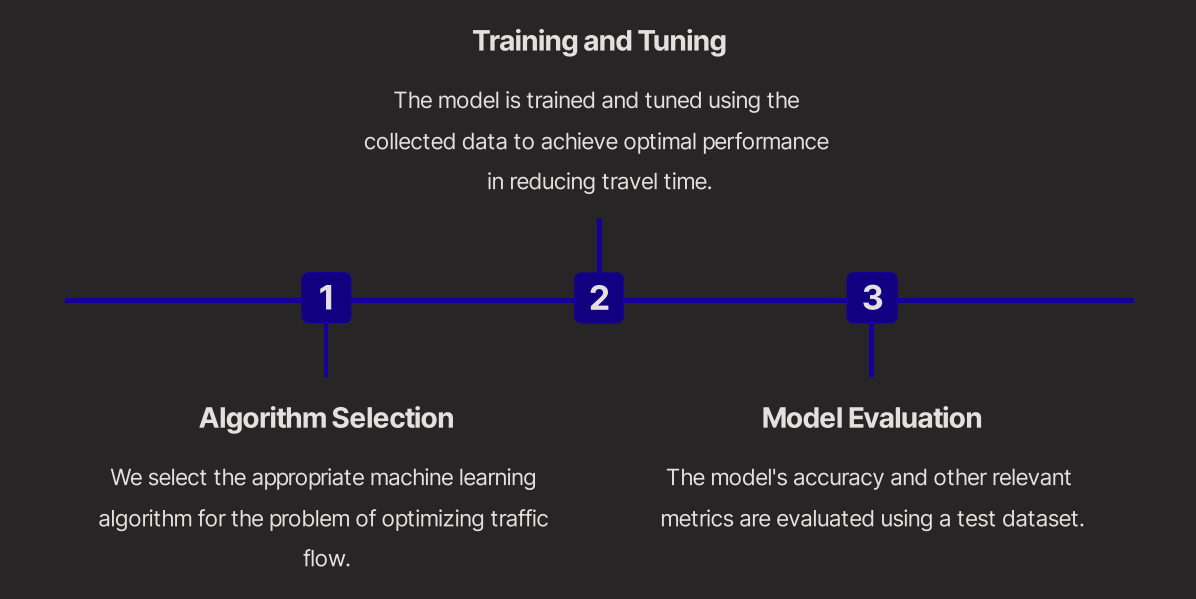 Training and Tuning
The model is trained and tuned using the
collected data to achieve optimal performance
in reducing travel time.
1
2
3
Algorithm Selection
We select the appropriate machine learning
algorithm for the problem of optimizing traffic
flow.
Model Evaluation
The model's accuracy and other relevant
metrics are evaluated using a test dataset.